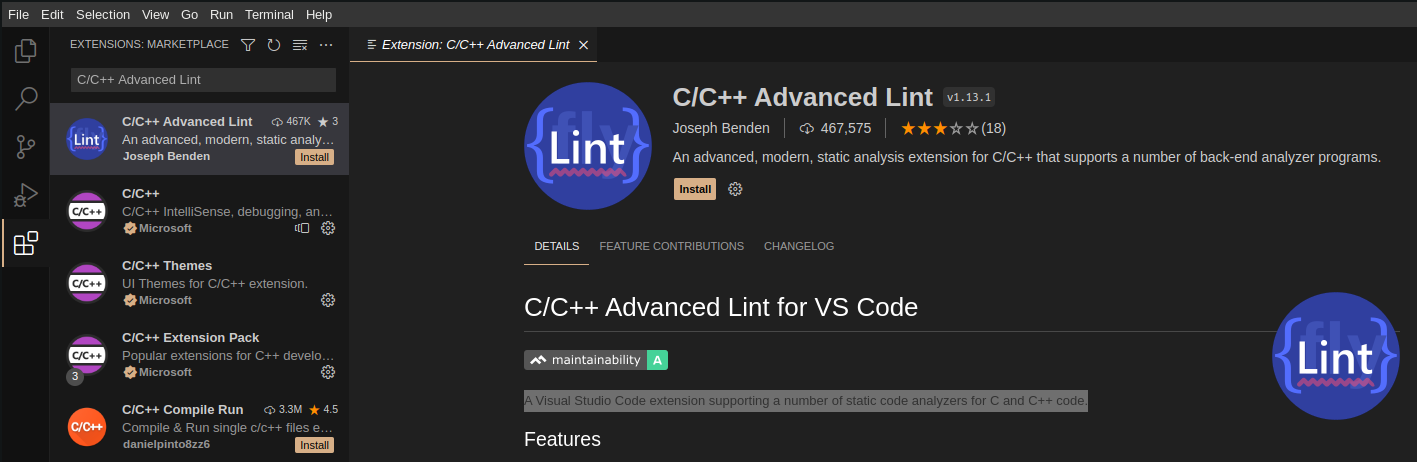 File Edit Selection View Go Run Terminal Help
EXTENSIONS: MARKETPLACE
C/C++ Advanced Lint
{Lint}
C/C++ Advanced Lint 467K 3
An advanced, modern, static analy…
Joseph Benden Install
C/C++
C/C++
C/C++ IntelliSense, debugging, an…
Microsoft
C/C++
C/C++ Themes
UI Themes for C/C++ extension.
Microsoft
C/C++
C/C++ Extension Pack
Popular extensions for C++ develo…
3 Microsoft
C/C++
C/C++ Compile Run 3.3M 4.5
Compile & Run single c/c++ files e…
danielpinto8zz6 Install
Extension: C/C++ Advanced Lint
fly
{Lint}
C/C++ Advanced Lint v1.13.1
Joseph Benden 467,575 (18)
An advanced, modern, static analysis extension for C/C++ that supports a number of back-end analyzer programs.
Install
DETAILS FEATURE CONTRIBUTIONS CHANGELOG
C/C++ Advanced Lint for VS Code
maintainability A
A Visual Studio Code extension supporting a number of static code analyzers for C and C++ code.
Features
fly
{Lint}